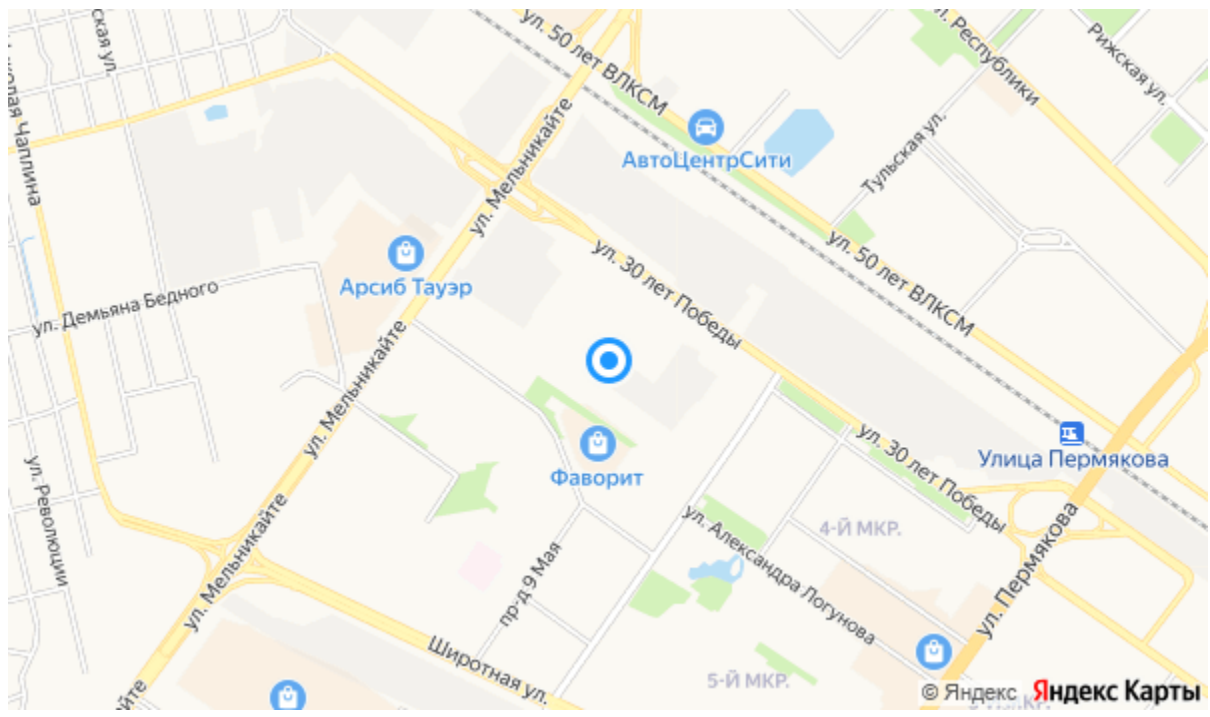 ская ул.
колая Чаплина
ул. 50 лет ВЛКСМ
ул. Республики
Рижская ул.
АвтоЦентрСити
Тульская ул.
ул. Мельникайте
ул. 30 лет Победы
ул. 50 лет ВЛКСМ
Арсиб Тауэр
ул. Демьяна Бедного
ул. Мельникайте
Фаворит
ул. 30 лет Победы
Улица Пермякова
ул. Революции
ул. Мельникайте
4-Й МКР.
ул. Александра Логунова
ул. Пермякова
пр-д 9 Мая
Широтная ул.
5-Й МКР.
йте
© Яндекс Яндекс Карты